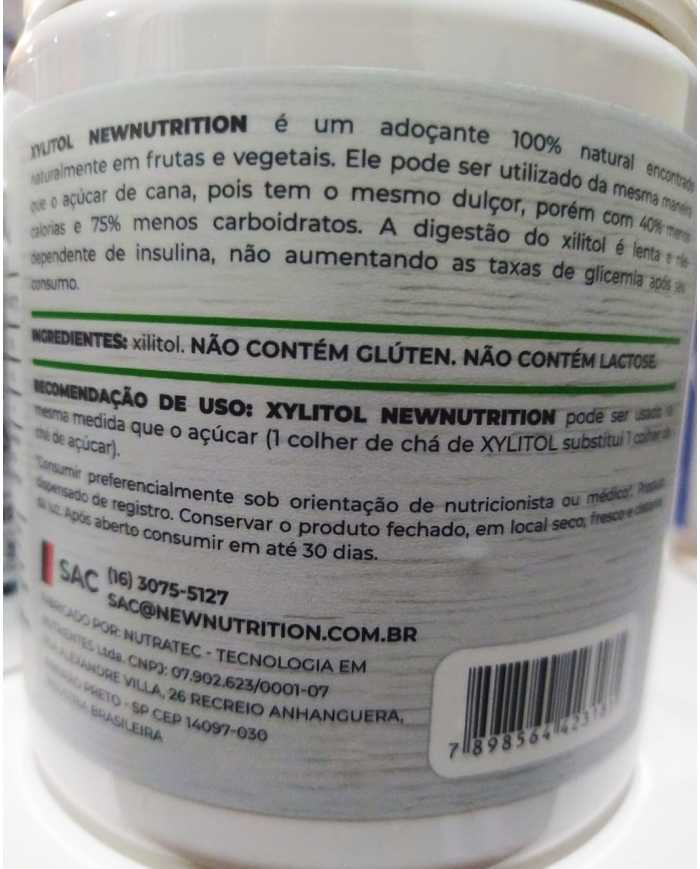 XYLITOL NEWNUTRITION é um adoçante 100% natural encontrado
naturalmente em frutas e vegetais. Ele pode ser utilizado da mesma maneira
que o açúcar de cana, pois tem o mesmo dulçor, porém com 40% menos
calorias e 75% menos carboidratos. A digestão do xilitol é lenta e não-
dependente de insulina, não aumentando as taxas de glicemia após seu
consumo.
INGREDIENTES: xilitol. NÃO CONTÉM GLÚTEN. NÃO CONTÉM LACTOSE.
RECOMENDAÇÃO DE USO: XYLITOL NEWNUTRITION pode ser usado na
mesma medida que o açúcar (1 colher de chá de XYLITOL substitui 1 colher de
chá de açúcar).
"Consumir preferencialmente sob orientação de nutricionista ou médico". Produto
dispensado de registro. Conservar o produto fechado, em local seco, fresco e
da luz. Após aberto consumir em até 30 dias.
SAC (16) 3075-5127
SAC@NEWNUTRITION.COM.BR
FABRICADO POR: NUTRATEC - TECNOLOGIA EM
NUTRIENTES Ltda. CNPJ: 07.902.623/0001-07
RUA ALEXANDRE VILLA, 26 RECREIO ANHANGUERA,
RIBEIRÃO PRETO - SP CEP 14097-030
INDÚSTRIA BRASILEIRA
7 898564